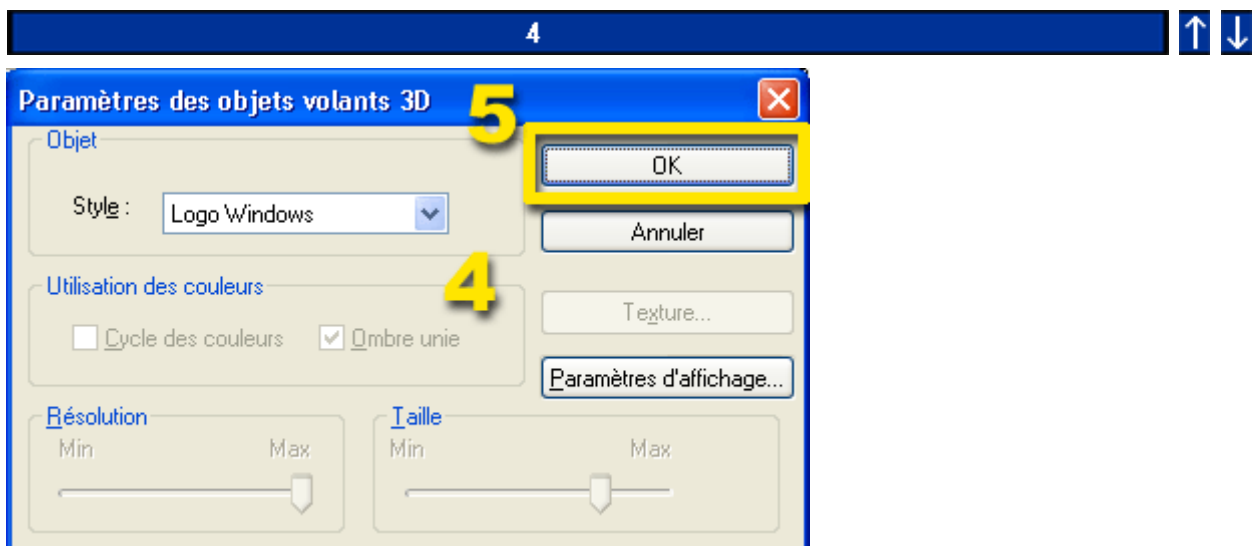 4
Paramètres des objets volants 3D
5
Objet
OK
Style :
Logo Windows
Annuler
4
Utilisation des couleurs
Texture...
Cycle des couleurs
Ombre unie
Paramètres d'affichage...
Résolution
Taille
Min
Max
Min
Max